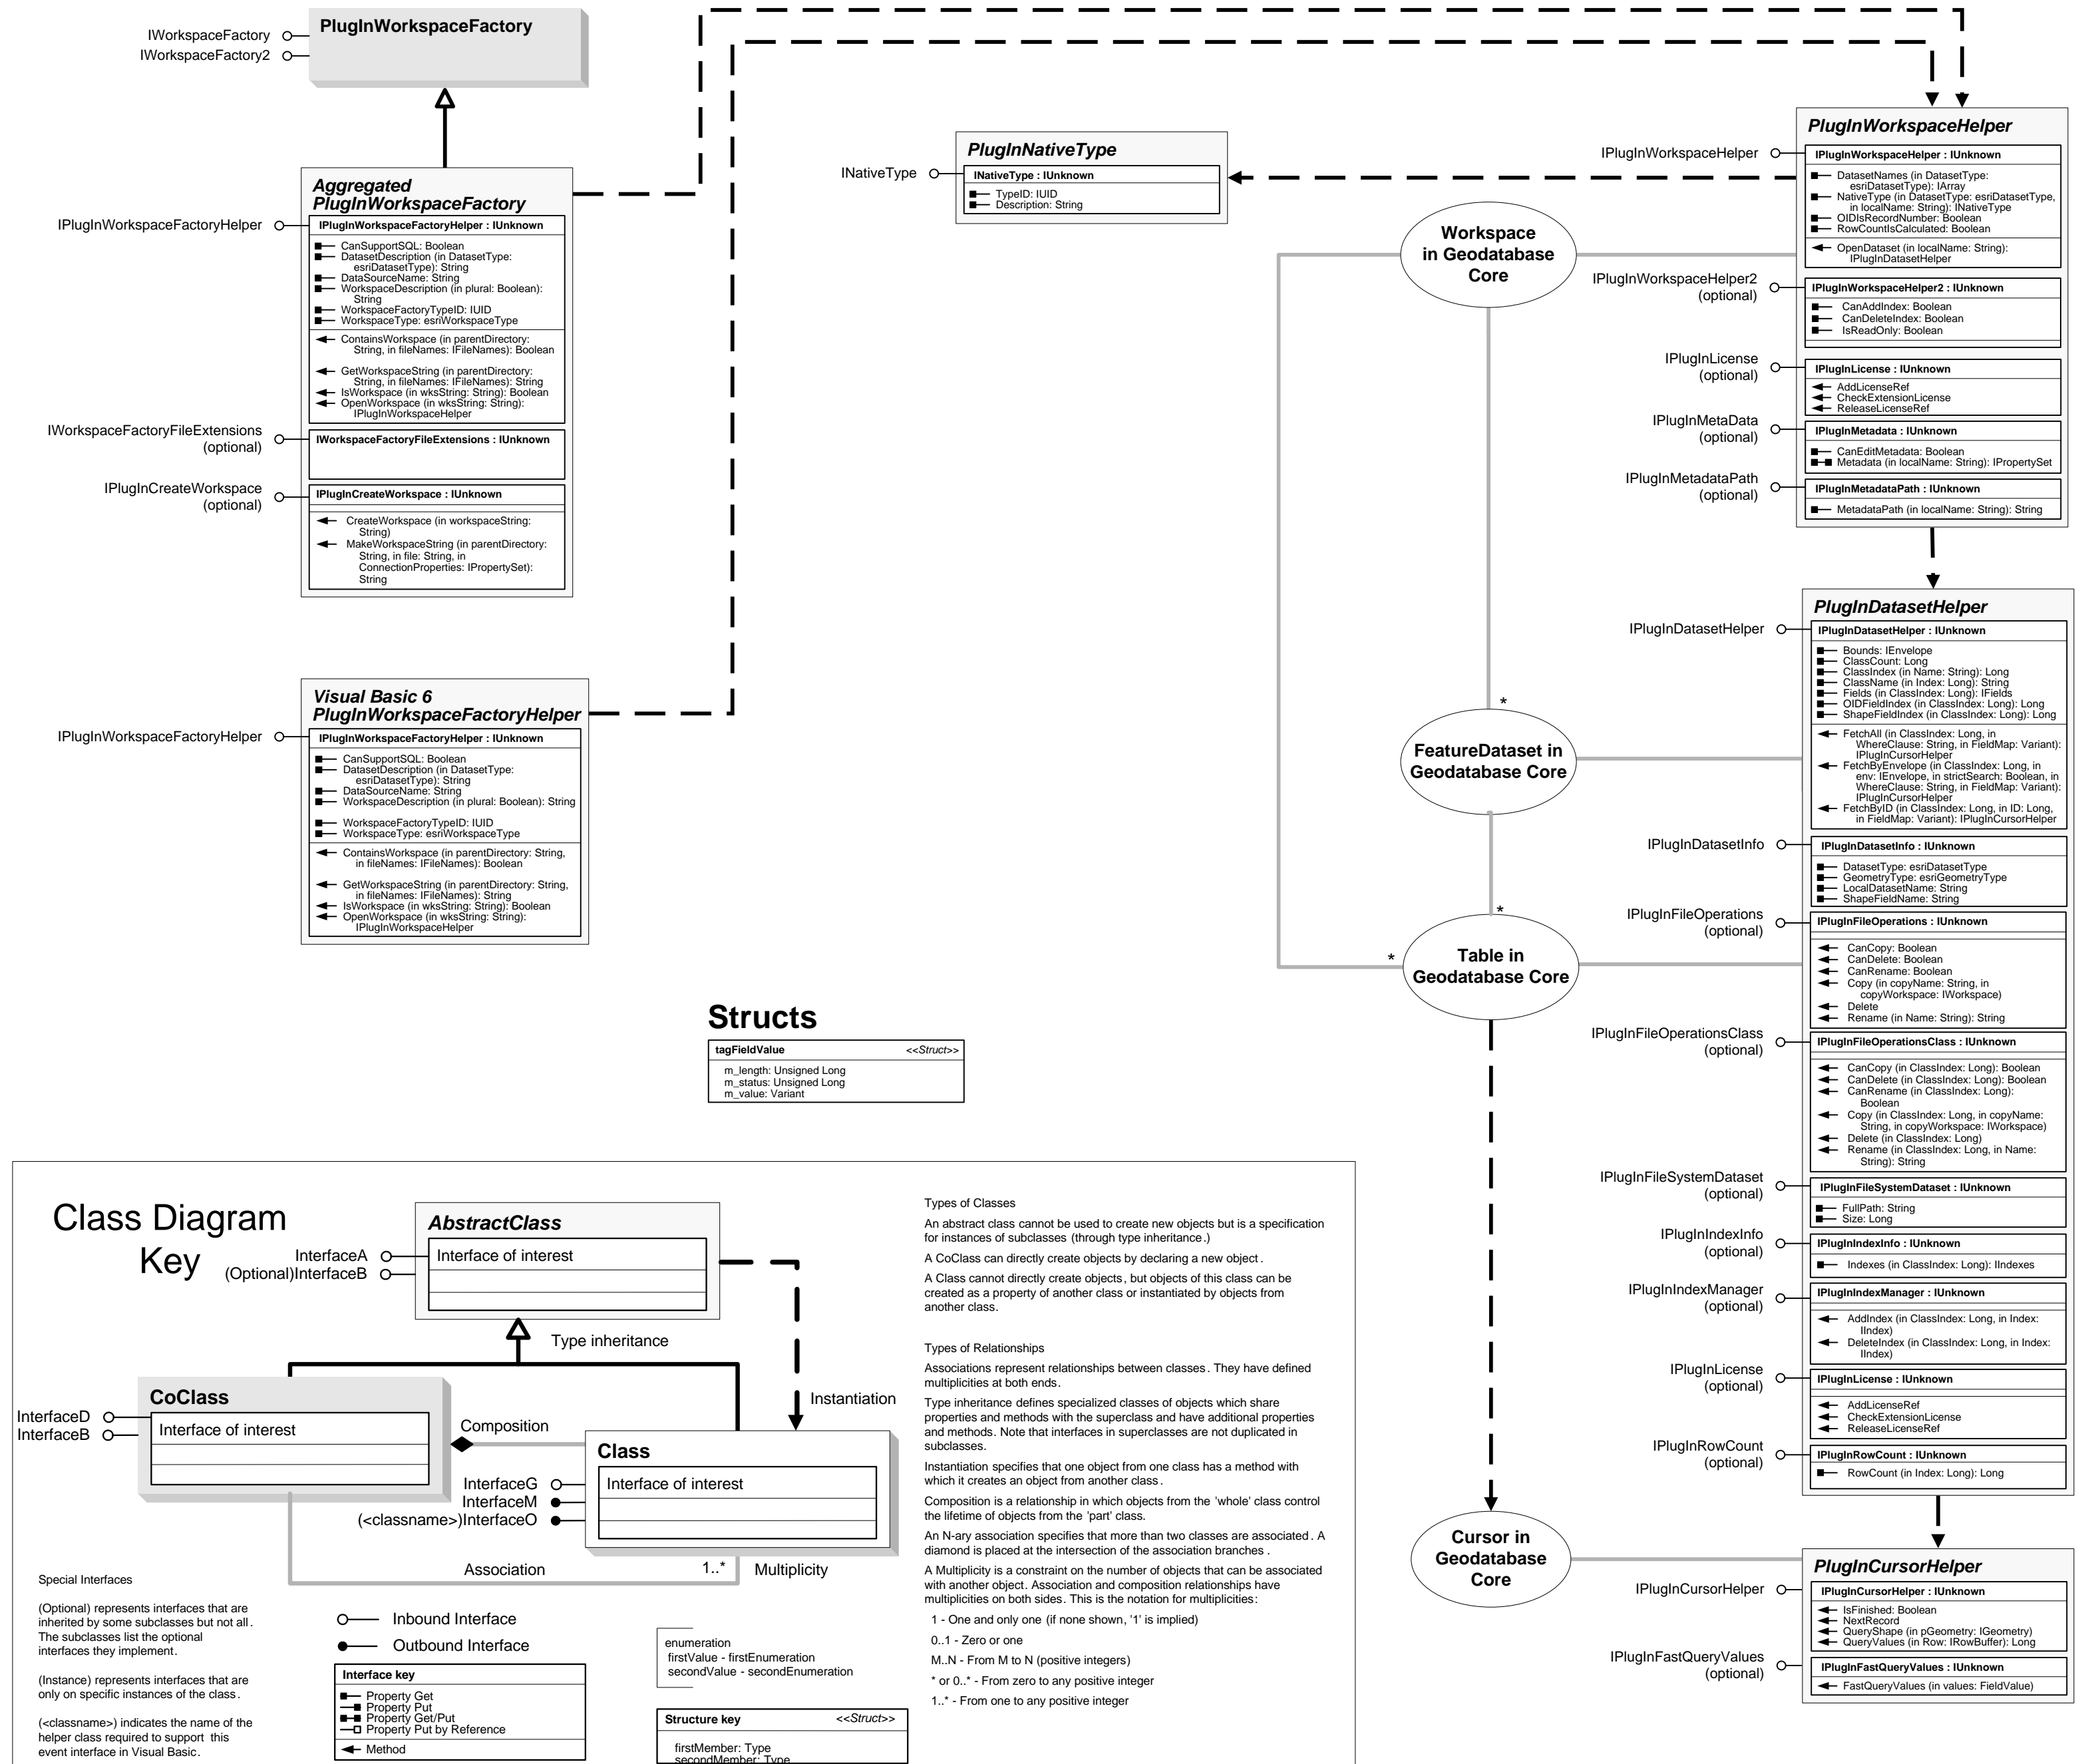 PlugInWorkspaceFactory
IWorkspaceFactory
IWorkspaceFactory2
Aggregated
PlugInWorkspaceFactory
IPlugInWorkspaceFactoryHelper
IPlugInWorkspaceFactoryHelper : IUnknown
CanSupportSQL: Boolean
DatasetDescription (in DatasetType:
esriDatasetType): String
DataSourceName: String
WorkspaceDescription (in plural: Boolean):
String
WorkspaceFactoryTypeID: IUID
WorkspaceType: esriWorkspaceType
ContainsWorkspace (in parentDirectory:
String, in fileNames: IFileNames): Boolean
GetWorkspaceString (in parentDirectory:
String, in fileNames: IFileNames): String
IsWorkspace (in wksString: String): Boolean
OpenWorkspace (in wksString: String):
IPlugInWorkspaceHelper
IWorkspaceFactoryFileExtensions
(optional)
IWorkspaceFactoryFileExtensions : IUnknown
IPlugInCreateWorkspace
(optional)
IPlugInCreateWorkspace : IUnknown
CreateWorkspace (in workspaceString:
String)
MakeWorkspaceString (in parentDirectory:
String, in file: String, in
ConnectionProperties: IPropertySet):
String
Visual Basic 6
PlugInWorkspaceFactoryHelper
IPlugInWorkspaceFactoryHelper
IPlugInWorkspaceFactoryHelper : IUnknown
CanSupportSQL: Boolean
DatasetDescription (in DatasetType:
esriDatasetType): String
DataSourceName: String
WorkspaceDescription (in plural: Boolean): String
WorkspaceFactoryTypeID: IUID
WorkspaceType: esriWorkspaceType
ContainsWorkspace (in parentDirectory: String,
in fileNames: IFileNames): Boolean
GetWorkspaceString (in parentDirectory: String,
in fileNames: IFileNames): String
IsWorkspace (in wksString: String): Boolean
OpenWorkspace (in wksString: String):
IPlugInWorkspaceHelper
PlugInNativeType
INativeType
INativeType : IUnknown
TypeID: IUID
Description: String
Workspace
in Geodatabase
Core
*
FeatureDataset in
Geodatabase Core
*
*
Table in
Geodatabase Core
Cursor in
Geodatabase
Core
PlugInWorkspaceHelper
IPlugInWorkspaceHelper
IPlugInWorkspaceHelper : IUnknown
DatasetNames (in DatasetType:
esriDatasetType): IArray
NativeType (in DatasetType: esriDatasetType,
in localName: String): INativeType
OIDIsRecordNumber: Boolean
RowCountIsCalculated: Boolean
OpenDataset (in localName: String):
IPlugInDatasetHelper
IPlugInWorkspaceHelper2
(optional)
IPlugInWorkspaceHelper2 : IUnknown
CanAddIndex: Boolean
CanDeleteIndex: Boolean
IsReadOnly: Boolean
IPlugInLicense
(optional)
IPlugInLicense : IUnknown
AddLicenseRef
CheckExtensionLicense
ReleaseLicenseRef
IPlugInMetaData
(optional)
IPlugInMetadata : IUnknown
CanEditMetadata: Boolean
Metadata (in localName: String): IPropertySet
IPlugInMetadataPath
(optional)
IPlugInMetadataPath : IUnknown
MetadataPath (in localName: String): String
PlugInDatasetHelper
IPlugInDatasetHelper
IPlugInDatasetHelper : IUnknown
Bounds: IEnvelope
ClassCount: Long
ClassIndex (in Name: String): Long
ClassName (in Index: Long): String
Fields (in ClassIndex: Long): IFields
OIDFieldIndex (in ClassIndex: Long): Long
ShapeFieldIndex (in ClassIndex: Long): Long
FetchAll (in ClassIndex: Long, in
WhereClause: String, in FieldMap: Variant):
IPlugInCursorHelper
FetchByEnvelope (in ClassIndex: Long, in
env: IEnvelope, in strictSearch: Boolean, in
WhereClause: String, in FieldMap: Variant):
IPlugInCursorHelper
FetchByID (in ClassIndex: Long, in ID: Long,
in FieldMap: Variant): IPlugInCursorHelper
IPlugInDatasetInfo
IPlugInDatasetInfo : IUnknown
DatasetType: esriDatasetType
GeometryType: esriGeometryType
LocalDatasetName: String
ShapeFieldName: String
IPlugInFileOperations
(optional)
IPlugInFileOperations : IUnknown
CanCopy: Boolean
CanDelete: Boolean
CanRename: Boolean
Copy (in copyName: String, in
copyWorkspace: IWorkspace)
Delete
Rename (in Name: String): String
IPlugInFileOperationsClass
(optional)
IPlugInFileOperationsClass : IUnknown
CanCopy (in ClassIndex: Long): Boolean
CanDelete (in ClassIndex: Long): Boolean
CanRename (in ClassIndex: Long):
Boolean
Copy (in ClassIndex: Long, in copyName:
String, in copyWorkspace: IWorkspace)
Delete (in ClassIndex: Long)
Rename (in ClassIndex: Long, in Name:
String): String
IPlugInFileSystemDataset
(optional)
IPlugInFileSystemDataset : IUnknown
FullPath: String
Size: Long
IPlugInIndexInfo
(optional)
IPlugInIndexInfo : IUnknown
Indexes (in ClassIndex: Long): IIndexes
IPlugInIndexManager
(optional)
IPlugInIndexManager : IUnknown
AddIndex (in ClassIndex: Long, in Index:
IIndex)
DeleteIndex (in ClassIndex: Long, in Index:
IIndex)
IPlugInLicense
(optional)
IPlugInLicense : IUnknown
AddLicenseRef
CheckExtensionLicense
ReleaseLicenseRef
IPlugInRowCount
(optional)
IPlugInRowCount : IUnknown
RowCount (in Index: Long): Long
PlugInCursorHelper
IPlugInCursorHelper
IPlugInCursorHelper : IUnknown
IsFinished: Boolean
NextRecord
QueryShape (in pGeometry: IGeometry)
QueryValues (in Row: IRowBuffer): Long
IPlugInFastQueryValues
(optional)
IPlugInFastQueryValues : IUnknown
FastQueryValues (in values: FieldValue)
Structs
tagFieldValue <<Struct>>
m_length: Unsigned Long
m_status: Unsigned Long
m_value: Variant
Class Diagram
Key
AbstractClass
Interface of interest
InterfaceA
(Optional)InterfaceB
Type inheritance
Instantiation
CoClass
Interface of interest
InterfaceD
InterfaceB
Composition
Class
Interface of interest
InterfaceG
InterfaceM
(<classname>)InterfaceO
Association
1..*
Multiplicity
Special Interfaces
(Optional) represents interfaces that are
inherited by some subclasses but not all.
The subclasses list the optional
interfaces they implement.
(Instance) represents interfaces that are
only on specific instances of the class.
(<classname>) indicates the name of the
helper class required to support this
event interface in Visual Basic.
Inbound Interface
Outbound Interface
Interface key
Property Get
Property Put
Property Get/Put
Property Put by Reference
Method
enumeration
firstValue - firstEnumeration
secondValue - secondEnumeration
Structure key <<Struct>>
firstMember: Type
secondMember: Type
Types of Classes
An abstract class cannot be used to create new objects but is a specification
for instances of subclasses (through type inheritance.)
A CoClass can directly create objects by declaring a new object.
A Class cannot directly create objects, but objects of this class can be
created as a property of another class or instantiated by objects from
another class.
Types of Relationships
Associations represent relationships between classes. They have defined
multiplicities at both ends.
Type inheritance defines specialized classes of objects which share
properties and methods with the superclass and have additional properties
and methods. Note that interfaces in superclasses are not duplicated in
subclasses.
Instantiation specifies that one object from one class has a method with
which it creates an object from another class.
Composition is a relationship in which objects from the 'whole' class control
the lifetime of objects from the 'part' class.
An N-ary association specifies that more than two classes are associated. A
diamond is placed at the intersection of the association branches.
A Multiplicity is a constraint on the number of objects that can be associated
with another object. Association and composition relationships have
multiplicities on both sides. This is the notation for multiplicities:
1 - One and only one (if none shown, '1' is implied)
0..1 - Zero or one
M..N - From M to N (positive integers)
* or 0..* - From zero to any positive integer
1..* - From one to any positive integer